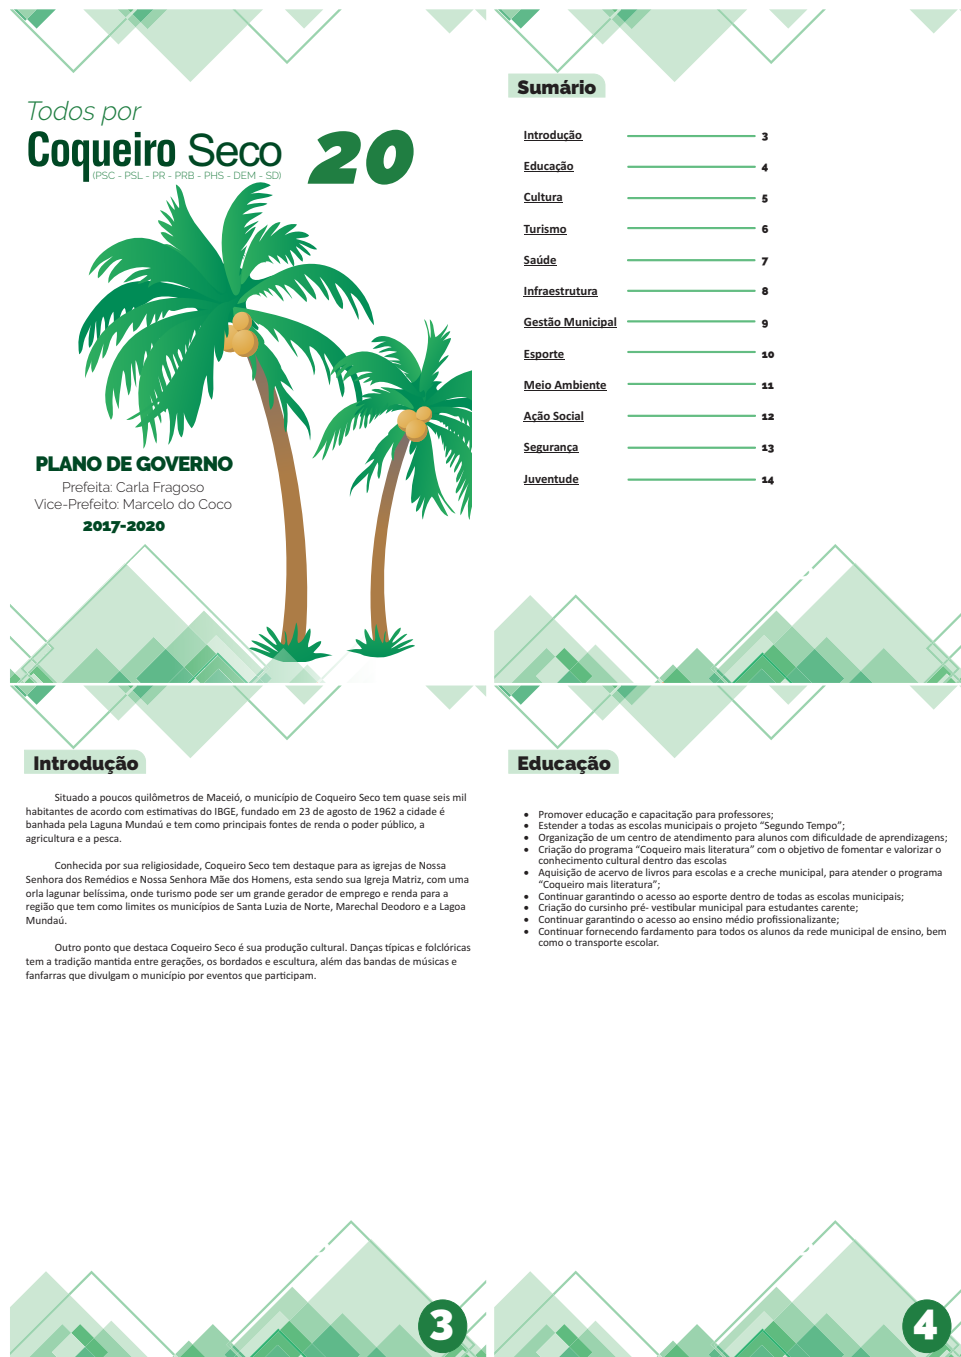 Todos por
Coqueiro Seco 20
(PSC - PSL - PR - PRB - PHS - DEM - SD)
PLANO DE GOVERNO
Prefeita: Carla Fragoso
Vice-Prefeito: Marcelo do Coco
2017-2020
Sumário
Introdução 3
Educação 4
Cultura 5
Turismo 6
Saúde 7
Infraestrutura 8
Gestão Municipal 9
Esporte 10
Meio Ambiente 11
Ação Social 12
Segurança 13
Juventude 14
Introdução
Situado a poucos quilômetros de Maceió, o município de Coqueiro Seco tem quase seis mil
habitantes de acordo com estimativas do IBGE, fundado em 23 de agosto de 1962 a cidade é
banhada pela Laguna Mundaú e tem como principais fontes de renda o poder público, a
agricultura e a pesca.
Conhecida por sua religiosidade, Coqueiro Seco tem destaque para as igrejas de Nossa
Senhora dos Remédios e Nossa Senhora Mãe dos Homens, esta sendo sua Igreja Matriz, com uma
orla lagunar belíssima, onde turismo pode ser um grande gerador de emprego e renda para a
região que tem como limites os municípios de Santa Luzia de Norte, Marechal Deodoro e a Lagoa
Mundaú.
Outro ponto que destaca Coqueiro Seco é sua produção cultural. Danças típicas e folclóricas
tem a tradição mantida entre gerações, os bordados e escultura, além das bandas de músicas e
fanfarras que divulgam o município por eventos que participam.
3
Educação
• Promover educação e capacitação para professores;
• Estender a todas as escolas municipais o projeto “Segundo Tempo”;
• Organização de um centro de atendimento para alunos com dificuldade de aprendizagens;
• Criação do programa “Coqueiro mais literatura” com o objetivo de fomentar e valorizar o
conhecimento cultural dentro das escolas
• Aquisição de acervo de livros para escolas e a creche municipal, para atender o programa
“Coqueiro mais literatura”;
• Continuar garantindo o acesso ao esporte dentro de todas as escolas municipais;
• Criação do cursinho pré- vestibular municipal para estudantes carente;
• Continuar garantindo o acesso ao ensino médio profissionalizante;
• Continuar fornecendo fardamento para todos os alunos da rede municipal de ensino, bem
como o transporte escolar.
4